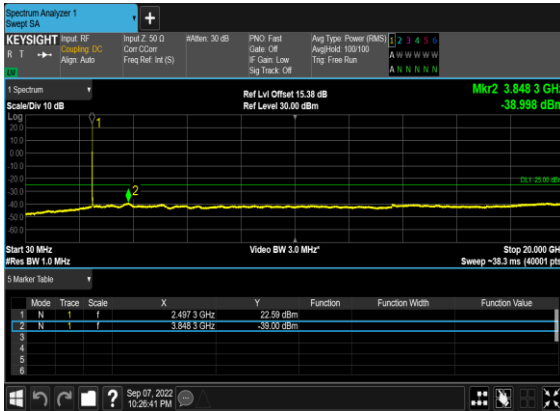 Spectrum Analyzer 1
Swept SA
+
KEYSIGHT
R T
LXI
Input: RF
Coupling: DC
Align: Auto
Input Z: 50 Ω
Corr CCorr
Freq Ref: Int (S)
#Atten: 30 dB
PNO: Fast
Gate: Off
IF Gain: Low
Sig Track: Off
Avg Type: Power (RMS)
Avg|Hold: 100/100
Trig: Free Run
1 2 3 4 5 6
A W W W W W
A N N N N N
1 Spectrum
Scale/Div 10 dB
Ref Lvl Offset 15.38 dB
Ref Level 30.00 dBm
Mkr2 3.848 3 GHz
-38.998 dBm
Log
20.0
10.0
0.00
-10.0
-20.0
-30.0
-40.0
-50.0
-60.0
1
2
DL1 -25.00 dBm
Start 30 MHz
#Res BW 1.0 MHz
Video BW 3.0 MHz*
Stop 20.000 GHz
Sweep ~38.3 ms (40001 pts)
5 Marker Table
Mode Trace Scale X Y Function Function Width Function Value
1 N 1 f 2.497 3 GHz 22.59 dBm
2 N 1 f 3.848 3 GHz -39.00 dBm
3
4
5
6
?
Sep 07, 2022
10:26:41 PM